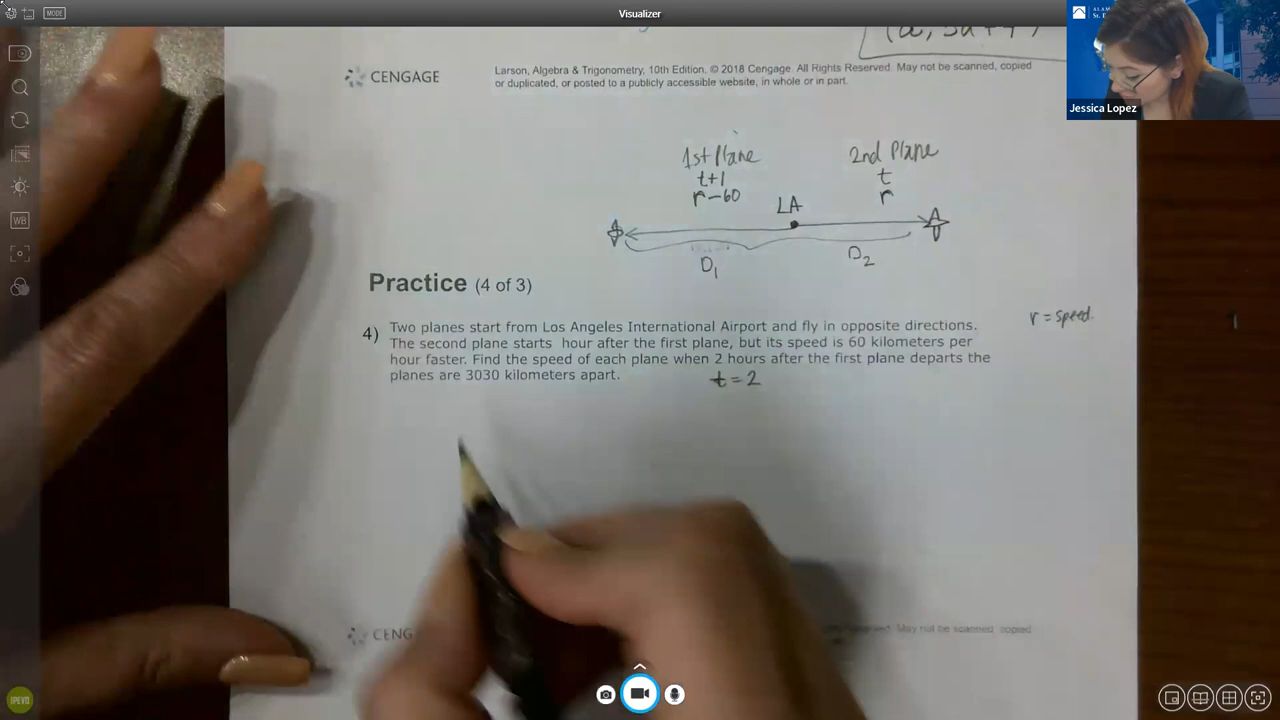 MODE
Visualizer
CENGAGE
Larson, Algebra & Trigonometry, 10th Edition. © 2018 Cengage. All Rights Reserved. May not be scanned, copied
or duplicated, or posted to a publicly accessible website, in whole or in part.
Jessica Lopez
1st Plane
t+1
r-60
2nd Plane
t
r
LA
D1
D2
Practice (4 of 3)
4) Two planes start from Los Angeles International Airport and fly in opposite directions.
The second plane starts hour after the first plane, but its speed is 60 kilometers per
hour faster. Find the speed of each plane when 2 hours after the first plane departs the
planes are 3030 kilometers apart.
r = speed.
t = 2
CENG
May not be scanned, copied
WB
IPEVO